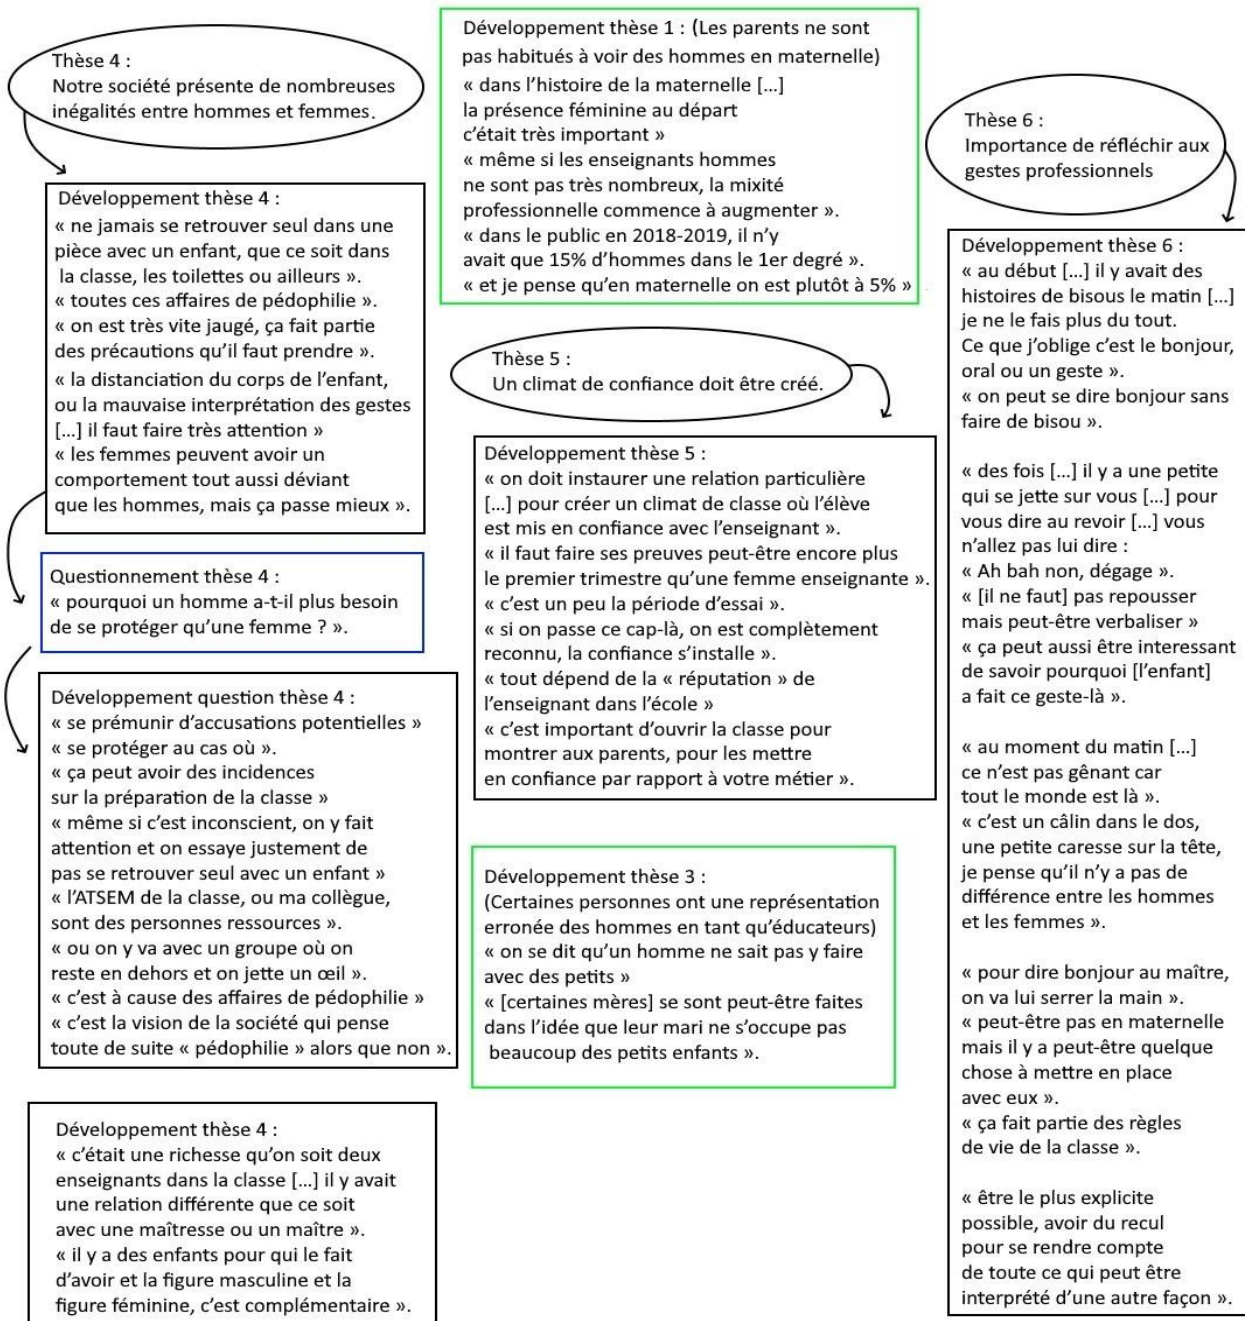 Thèse 4 :
Notre société présente de nombreuses
inégalités entre hommes et femmes.
Développement thèse 4 :
« ne jamais se retrouver seul dans une
pièce avec un enfant, que ce soit dans
la classe, les toilettes ou ailleurs ».
« toutes ces affaires de pédophilie ».
« on est très vite jaugé, ça fait partie
des précautions qu'il faut prendre ».
« la distanciation du corps de l'enfant,
ou la mauvaise interprétation des gestes
[...] il faut faire très attention »
« les femmes peuvent avoir un
comportement tout aussi déviant
que les hommes, mais ça passe mieux ».
Questionnement thèse 4 :
« pourquoi un homme a-t-il plus besoin
de se protéger qu'une femme ? ».
Développement question thèse 4 :
« se prémunir d'accusations potentielles »
« se protéger au cas où ».
« ça peut avoir des incidences
sur la préparation de la classe »
« même si c'est inconscient, on y fait
attention et on essaye justement de
pas se retrouver seul avec un enfant »
« l'ATSEM de la classe, ou ma collègue,
sont des personnes ressources ».
« ou on y va avec un groupe où on
reste en dehors et on jette un œil ».
« c'est à cause des affaires de pédophilie »
« c'est la vision de la société qui pense
toute de suite « pédophilie » alors que non ».
Développement thèse 4 :
« c'était une richesse qu'on soit deux
enseignants dans la classe [...] il y avait
une relation différente que ce soit
avec une maîtresse ou un maître ».
« il y a des enfants pour qui le fait
d'avoir et la figure masculine et la
figure féminine, c'est complémentaire ».
Développement thèse 1 : (Les parents ne sont
pas habitués à voir des hommes en maternelle)
« dans l'histoire de la maternelle [...]
la présence féminine au départ
c'était très important »
« même si les enseignants hommes
ne sont pas très nombreux, la mixité
professionnelle commence à augmenter ».
« dans le public en 2018-2019, il n'y
avait que 15% d'hommes dans le 1er degré ».
« et je pense qu'en maternelle on est plutôt à 5% »
Thèse 5 :
Un climat de confiance doit être créé.
Développement thèse 5 :
« on doit instaurer une relation particulière
[...] pour créer un climat de classe où l'élève
est mis en confiance avec l'enseignant ».
« il faut faire ses preuves peut-être encore plus
le premier trimestre qu'une femme enseignante ».
« c'est un peu la période d'essai ».
« si on passe ce cap-là, on est complètement
reconnu, la confiance s'installe ».
« tout dépend de la « réputation » de
l'enseignant dans l'école »
« c'est important d'ouvrir la classe pour
montrer aux parents, pour les mettre
en confiance par rapport à votre métier ».
Développement thèse 3 :
(Certaines personnes ont une représentation
erronée des hommes en tant qu'éducateurs)
« on se dit qu'un homme ne sait pas y faire
avec des petits »
« [certaines mères] se sont peut-être faites
dans l'idée que leur mari ne s'occupe pas
beaucoup des petits enfants ».
Thèse 6 :
Importance de réfléchir aux
gestes professionnels
Développement thèse 6 :
« au début [...] il y avait des
histoires de bisous le matin [...]
je ne le fais plus du tout.
Ce que j'oblige c'est le bonjour,
oral ou un geste ».
« on peut se dire bonjour sans
faire de bisou ».
« des fois [...] il y a une petite
qui se jette sur vous [...] pour
vous dire au revoir [...] vous
n'allez pas lui dire :
« Ah bah non, dégage ».
« [il ne faut] pas repousser
mais peut-être verbaliser »
« ça peut aussi être interessant
de savoir pourquoi [l'enfant]
a fait ce geste-là ».
« au moment du matin [...]
ce n'est pas gênant car
tout le monde est là ».
« c'est un câlin dans le dos,
une petite caresse sur la tête,
je pense qu'il n'y a pas de
différence entre les hommes
et les femmes ».
« pour dire bonjour au maître,
on va lui serrer la main ».
« peut-être pas en maternelle
mais il y a peut-être quelque
chose à mettre en place
avec eux ».
« ça fait partie des règles
de vie de la classe ».
« être le plus explicite
possible, avoir du recul
pour se rendre compte
de toute ce qui peut être
interprété d'une autre façon ».